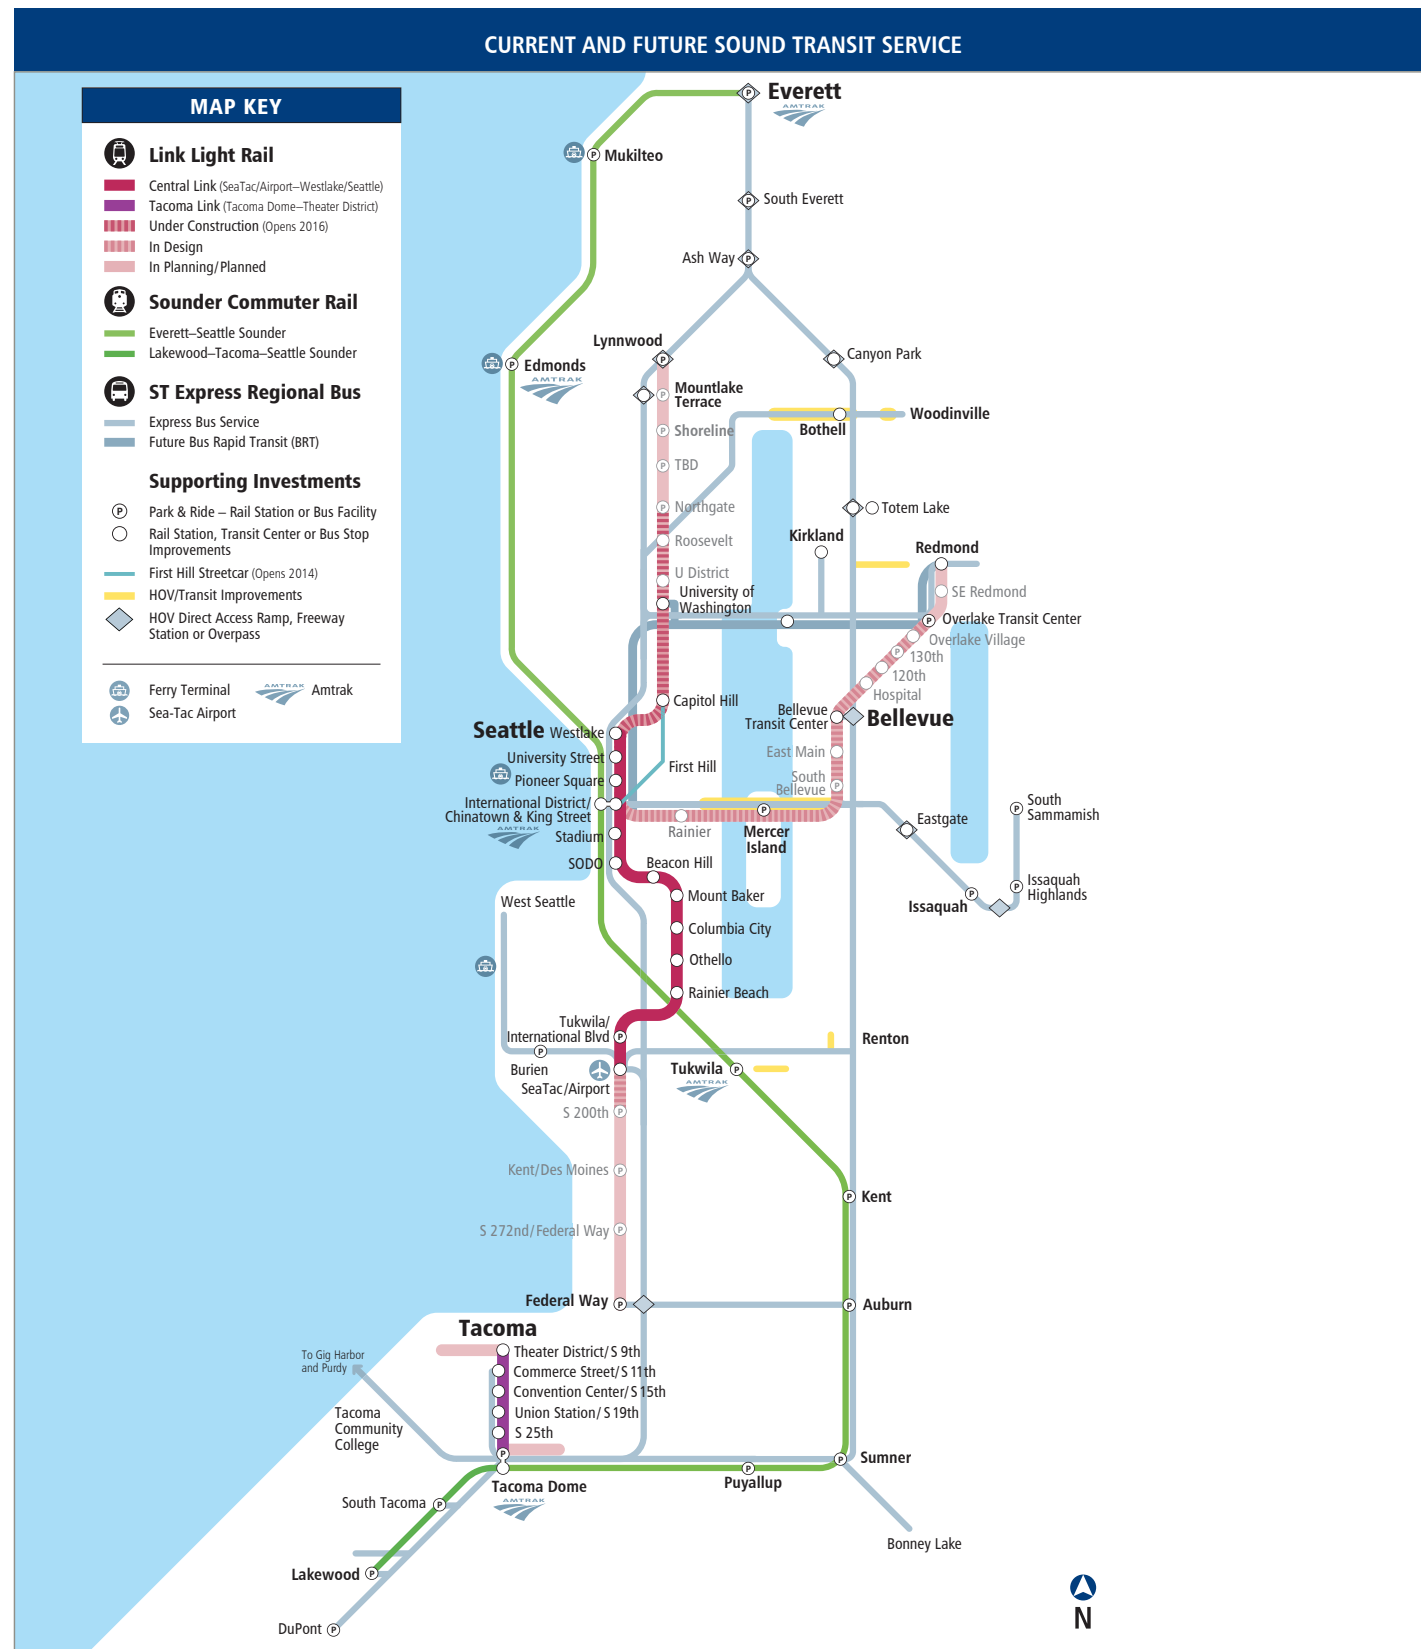 CURRENT AND FUTURE SOUND TRANSIT SERVICE
MAP KEY
Link Light Rail
Central Link (SeaTac/Airport–Westlake/Seattle)
Tacoma Link (Tacoma Dome–Theater District)
Under Construction (Opens 2016)
In Design
In Planning/Planned
Sounder Commuter Rail
Everett–Seattle Sounder
Lakewood–Tacoma–Seattle Sounder
ST Express Regional Bus
Express Bus Service
Future Bus Rapid Transit (BRT)
Supporting Investments
P Park & Ride – Rail Station or Bus Facility
Rail Station, Transit Center or Bus Stop
Improvements
First Hill Streetcar (Opens 2014)
HOV/Transit Improvements
HOV Direct Access Ramp, Freeway
Station or Overpass
Ferry Terminal
AMTRAK Amtrak
Sea-Tac Airport
P Everett
AMTRAK
P Mukilteo
P South Everett
Ash Way P
Lynnwood
P
Canyon Park
P Edmonds
AMTRAK
P Mountlake
Terrace
Woodinville
Bothell
P Shoreline
P TBD
P Northgate
Totem Lake
Roosevelt
Kirkland
Redmond
U District
University of
Washington
SE Redmond
P Overlake Transit Center
Overlake Village
P 130th
120th
Hospital
Capitol Hill
Bellevue
Transit Center
Bellevue
Seattle Westlake
University Street
East Main
First Hill
Pioneer Square
South
Bellevue
P
International District/
Chinatown & King Street
AMTRAK
Stadium
Rainier
P
Mercer
Island
Eastgate
P
P South
Sammamish
SODO
Beacon Hill
Mount Baker
P Issaquah
Highlands
Issaquah P
West Seattle
Columbia City
Othello
Rainier Beach
Tukwila/
International Blvd P
Renton
P
Burien
SeaTac/Airport
Tukwila P
AMTRAK
S 200th P
Kent/Des Moines P
P Kent
S 272nd/Federal Way P
Federal Way P
P Auburn
Tacoma
Theater District/S 9th
To Gig Harbor
and Purdy
Commerce Street/S 11th
Convention Center/S 15th
Tacoma
Community
College
Union Station/S 19th
S 25th
P
Tacoma Dome
AMTRAK
P
Puyallup
P Sumner
South Tacoma P
Bonney Lake
Lakewood P
DuPont P
N